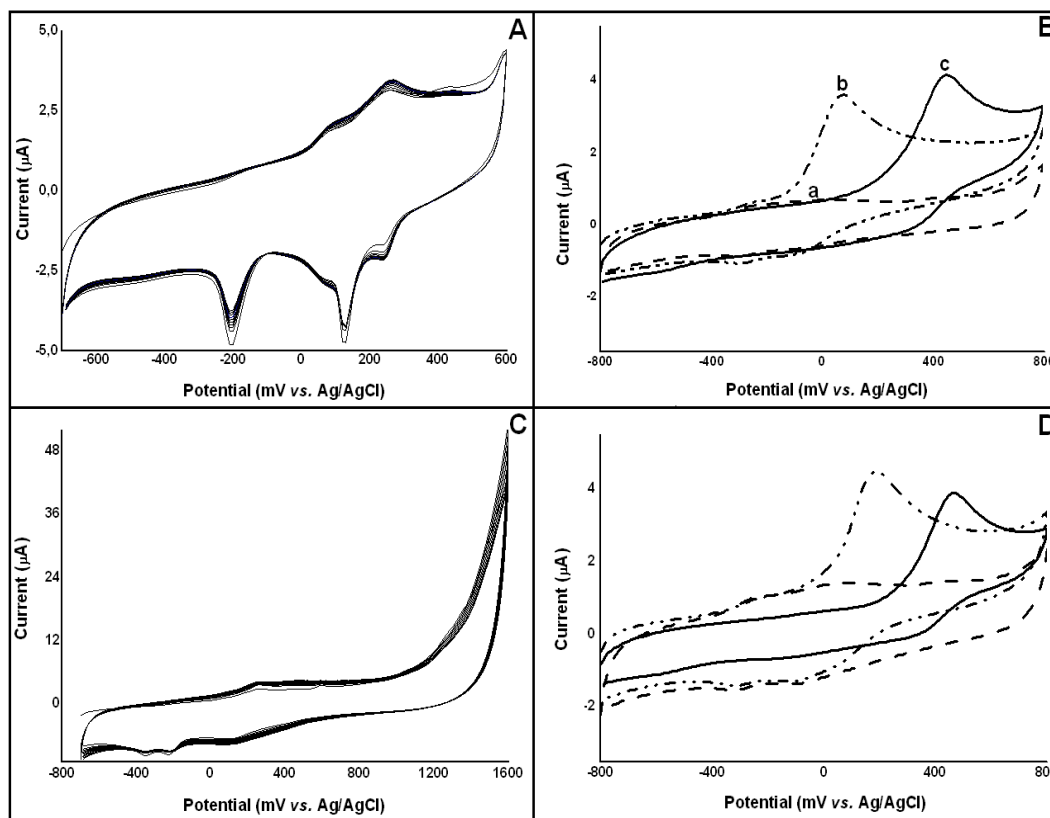 A
5,0
2,5
0,0
-2,5
-5,0
Current (µA)
-600 -400 -200 0 200 400 600
Potential (mV vs. Ag/AgCl)
B
4
2
0
-2
Current (µA)
a
b
c
-800 -400 0 400 800
Potential (mV vs. Ag/AgCl)
C
48
36
24
12
0
Current (µA)
-800 -400 0 400 800 1200 1600
Potential (mV vs. Ag/AgCl)
D
4
2
0
-2
Current (µA)
-800 -400 0 400 80
Potential (mV vs. Ag/AgCl)